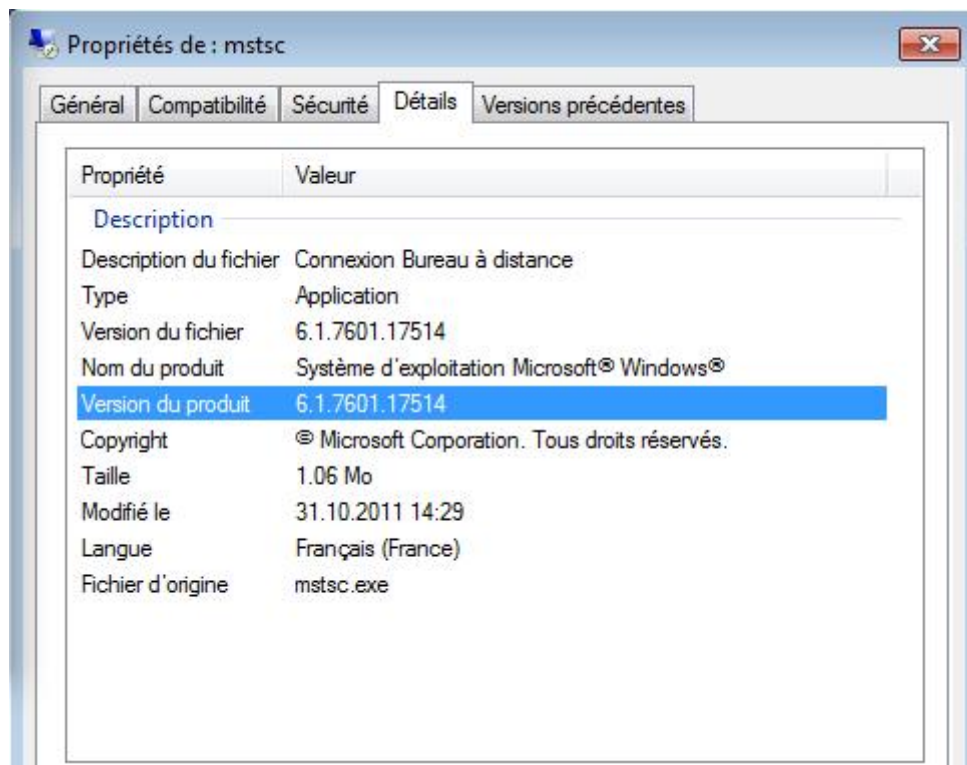 Propriétés de : mstsc
Général Compatibilité Sécurité Détails Versions précédentes
Propriété Valeur
Description
Description du fichier Connexion Bureau à distance
Type Application
Version du fichier 6.1.7601.17514
Nom du produit Système d'exploitation Microsoft® Windows®
Version du produit 6.1.7601.17514
Copyright © Microsoft Corporation. Tous droits réservés.
Taille 1.06 Mo
Modifié le 31.10.2011 14:29
Langue Français (France)
Fichier d'origine mstsc.exe